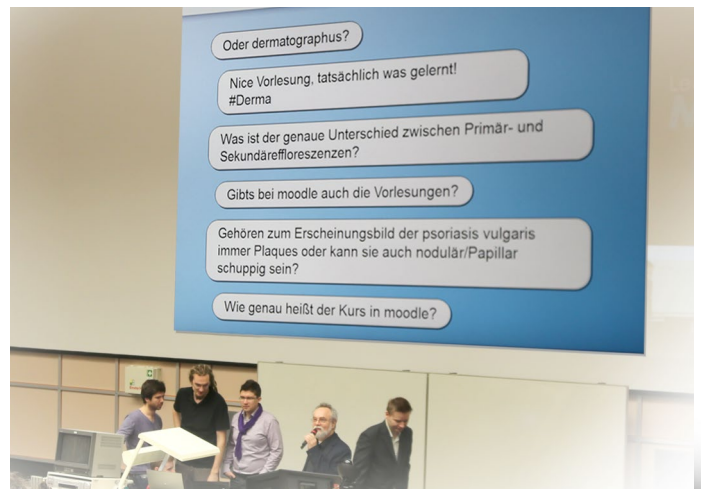 Oder dermatographus?
Nice Vorlesung, tatsächlich was gelernt!
#Derma
Was ist der genaue Unterschied zwischen Primär- und
Sekundäreffloreszenzen?
Gibts bei moodle auch die Vorlesungen?
Gehören zum Erscheinungsbild der psoriasis vulgaris
immer Plaques oder kann sie auch nodulär/Papillar
schuppig sein?
Wie genau heißt der Kurs in moodle?